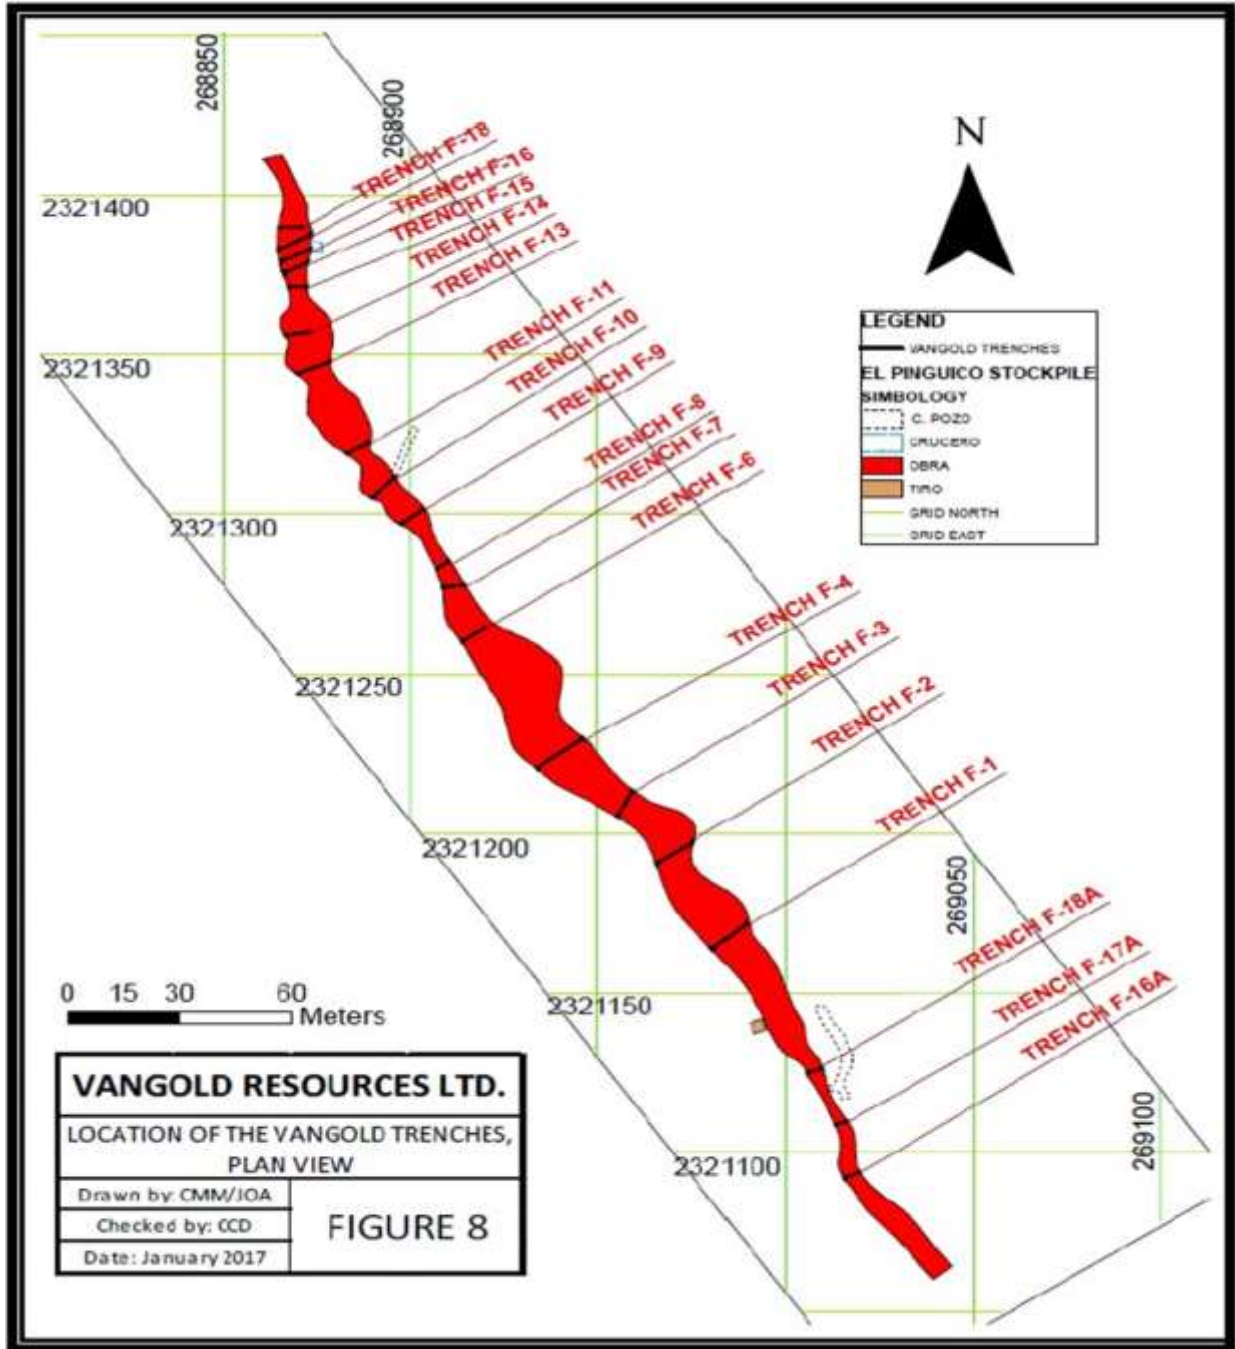 268850
268900
N
TRENCH F-18
TRENCH F-16
TRENCH F-15
TRENCH F-14
TRENCH F-13
2321400
TRENCH F-11
TRENCH F-10
TRENCH F-9
2321350
TRENCH F-8
TRENCH F-7
TRENCH F-6
LEGEND
VANGOLD TRENCHES
EL PINGUICO STOCKPILE
SIMBOLOGY
C. POZO
CRUCERO
OBRA
TIRO
GRID NORTH
GRID EAST
2321300
TRENCH F-4
TRENCH F-3
TRENCH F-2
2321250
TRENCH F-1
2321200
269050
TRENCH F-18A
TRENCH F-17A
TRENCH F-16A
2321150
0 15 30 60
Meters
269100
2321100
VANGOLD RESOURCES LTD.
LOCATION OF THE VANGOLD TRENCHES,
PLAN VIEW
Drawn by: CMM/JOA
Checked by: CCD
Date: January 2017
FIGURE 8